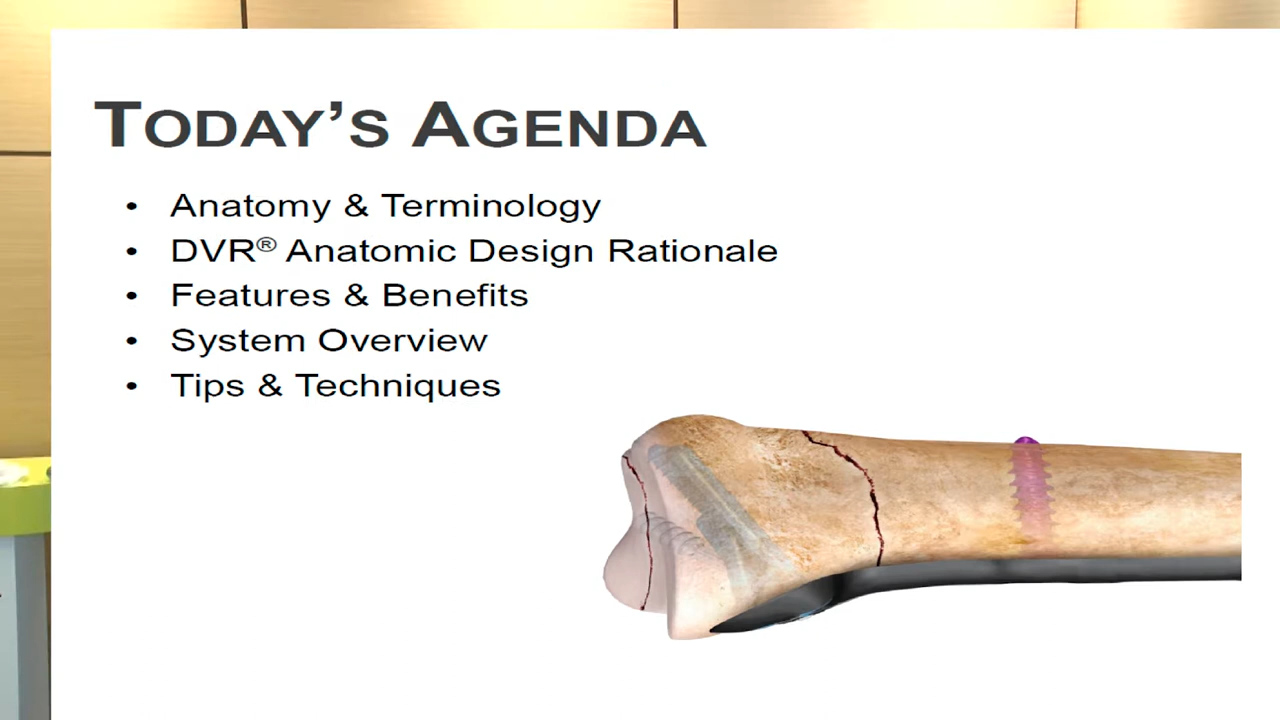 TODAY'S AGENDA
• Anatomy & Terminology
• DVR® Anatomic Design Rationale
• Features & Benefits
• System Overview
• Tips & Techniques